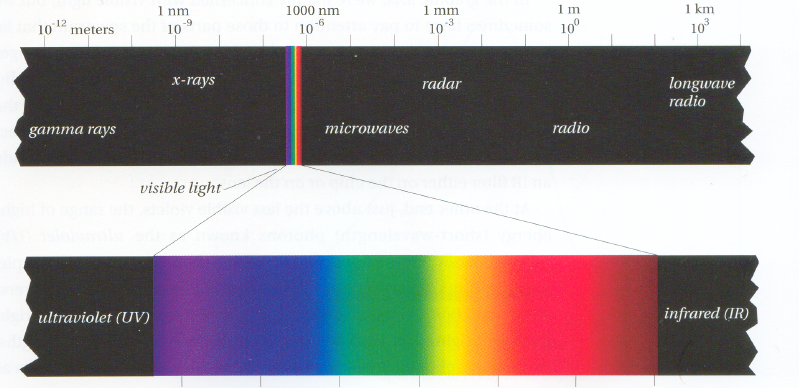 1 nm 1000 nm 1 mm 1 m 1 km
10⁻¹² meters 10⁻⁹ 10⁻⁶ 10⁻³ 10⁰ 10³
x-rays radar longwave
radio
gamma rays microwaves radio
visible light
ultraviolet (UV) infrared (IR)